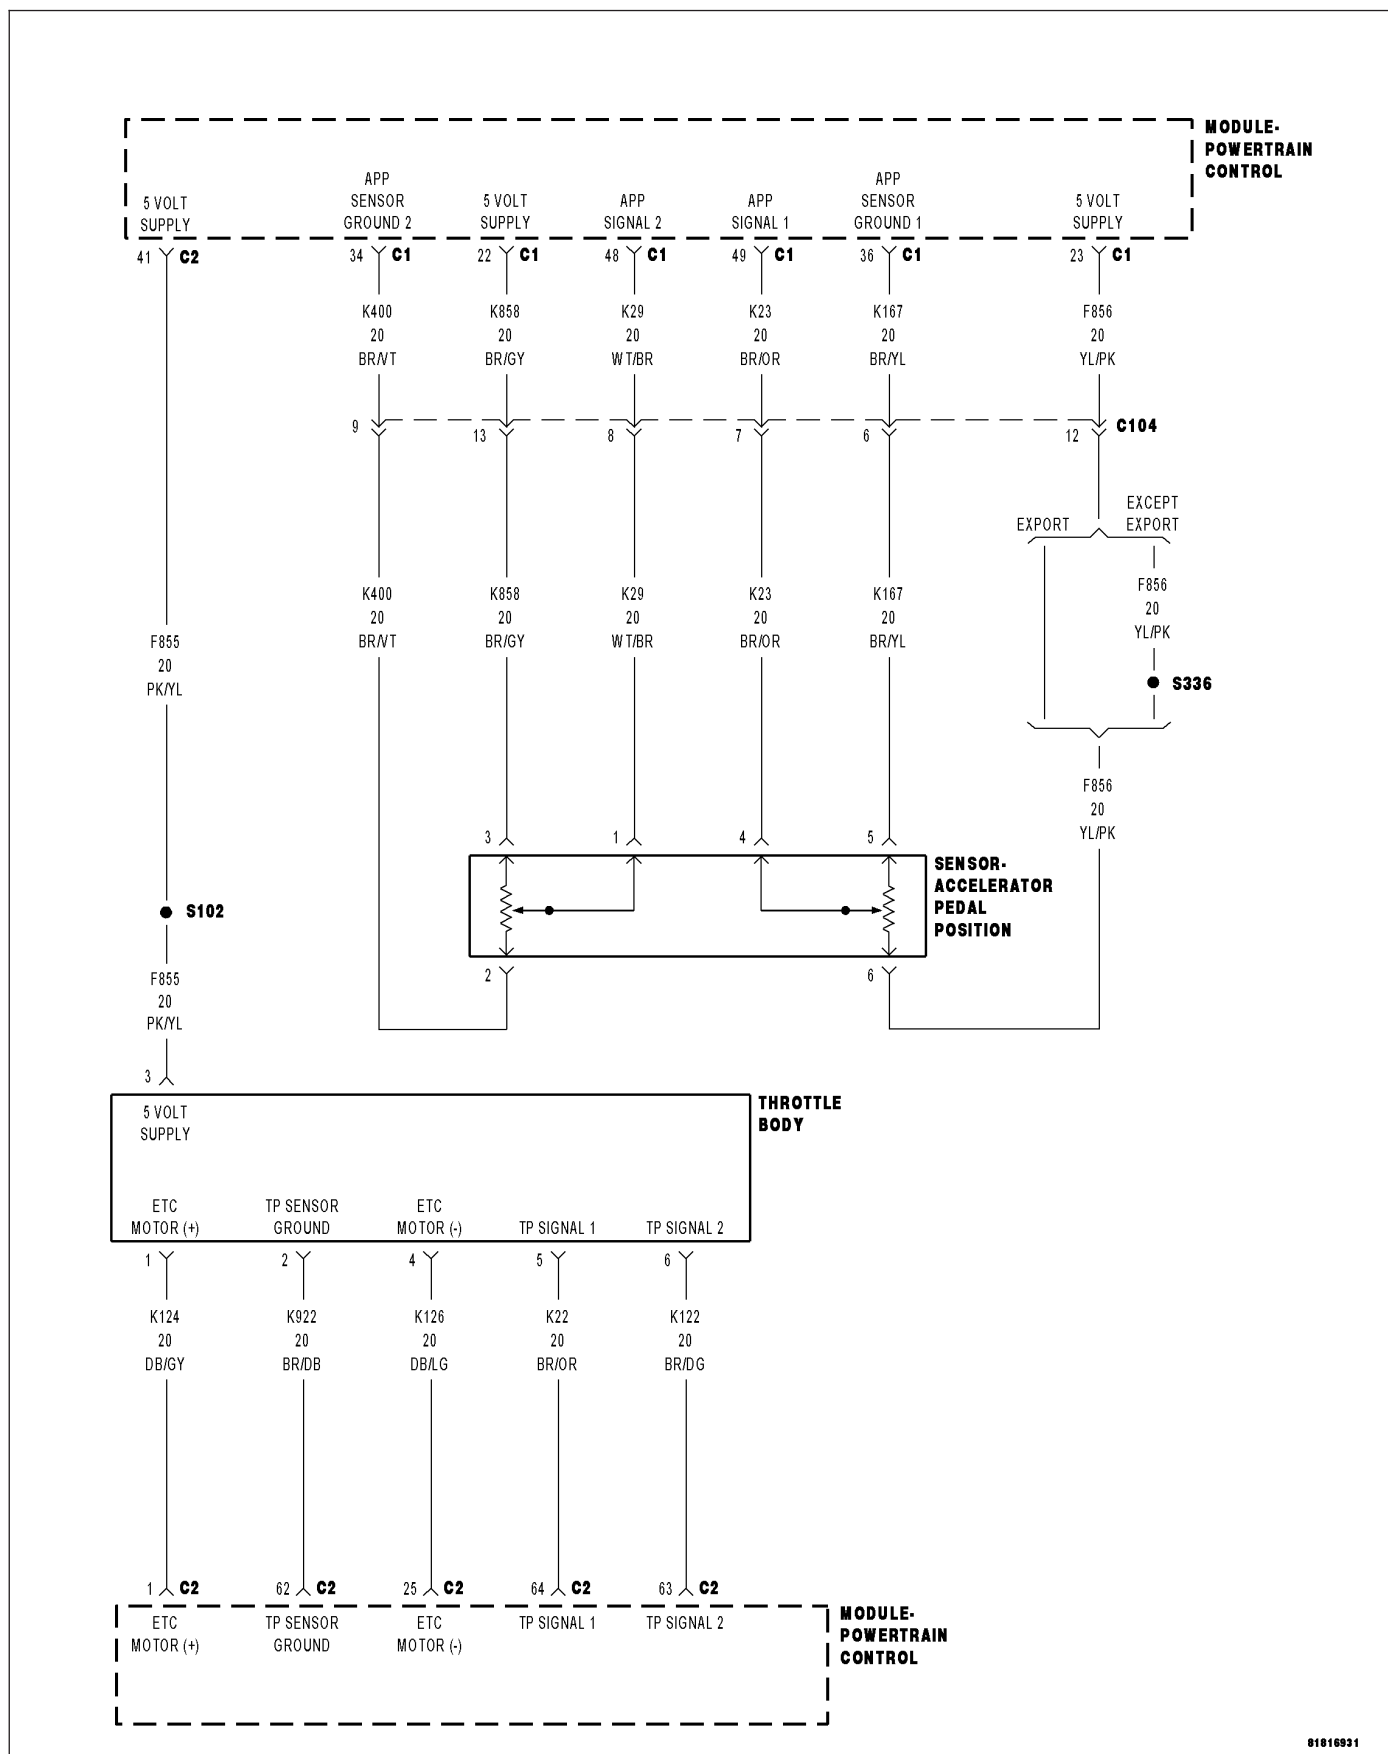 MODULE-
POWERTRAIN
CONTROL
5 VOLT
SUPPLY
APP
SENSOR
GROUND 2
5 VOLT
SUPPLY
APP
SIGNAL 2
APP
SIGNAL 1
APP
SENSOR
GROUND 1
5 VOLT
SUPPLY
41 C2
34 C1
22 C1
48 C1
49 C1
36 C1
23 C1
K400
20
BR/VT
K858
20
BR/GY
K29
20
WT/BR
K23
20
BR/OR
K167
20
BR/YL
F856
20
YL/PK
9
13
8
7
6
12
C104
EXPORT
EXCEPT
EXPORT
F855
20
PK/YL
K400
20
BR/VT
K858
20
BR/GY
K29
20
WT/BR
K23
20
BR/OR
K167
20
BR/YL
F856
20
YL/PK
S336
F856
20
YL/PK
3
1
4
5
SENSOR-
ACCELERATOR
PEDAL
POSITION
S102
2
6
F855
20
PK/YL
3
THROTTLE
BODY
5 VOLT
SUPPLY
ETC
MOTOR (+)
TP SENSOR
GROUND
ETC
MOTOR (-)
TP SIGNAL 1
TP SIGNAL 2
1
2
4
5
6
K124
20
DB/GY
K922
20
BR/DB
K126
20
DB/LG
K22
20
BR/OR
K122
20
BR/DG
1 C2
62 C2
25 C2
64 C2
63 C2
ETC
MOTOR (+)
TP SENSOR
GROUND
ETC
MOTOR (-)
TP SIGNAL 1
TP SIGNAL 2
MODULE-
POWERTRAIN
CONTROL
81816931